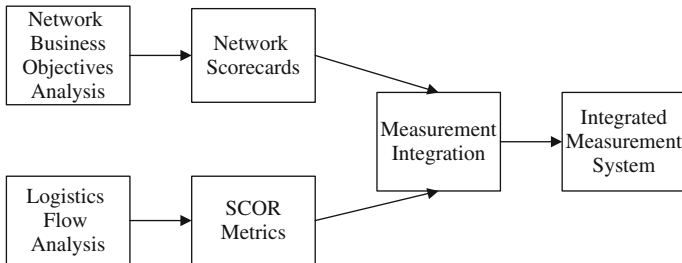 Network
Business
Objectives
Analysis
Network
Scorecards
Measurement
Integration
Integrated
Measurement
System
Logistics
Flow
Analysis
SCOR
Metrics